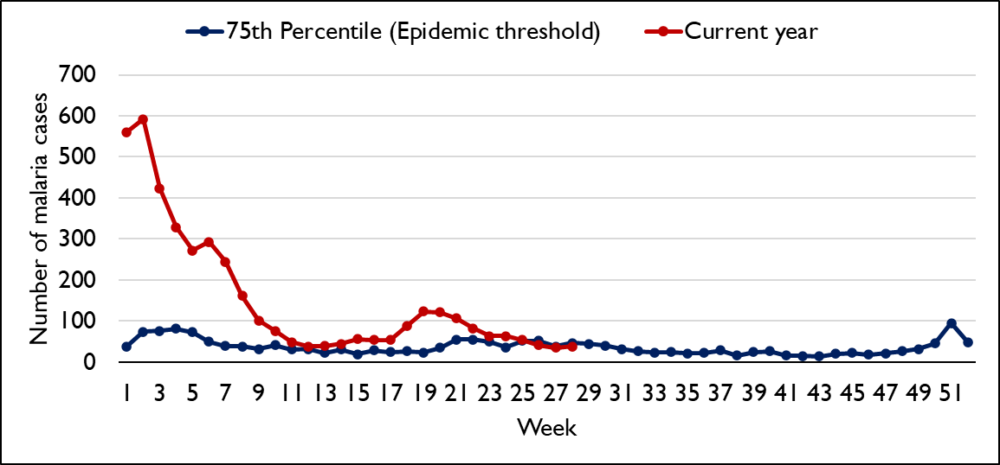 75th Percentile (Epidemic threshold) Current year
Number of malaria cases
700
600
500
400
300
200
100
0
1 3 5 7 9 11 13 15 17 19 21 23 25 27 29 31 33 35 37 39 41 43 45 47 49 51
Week